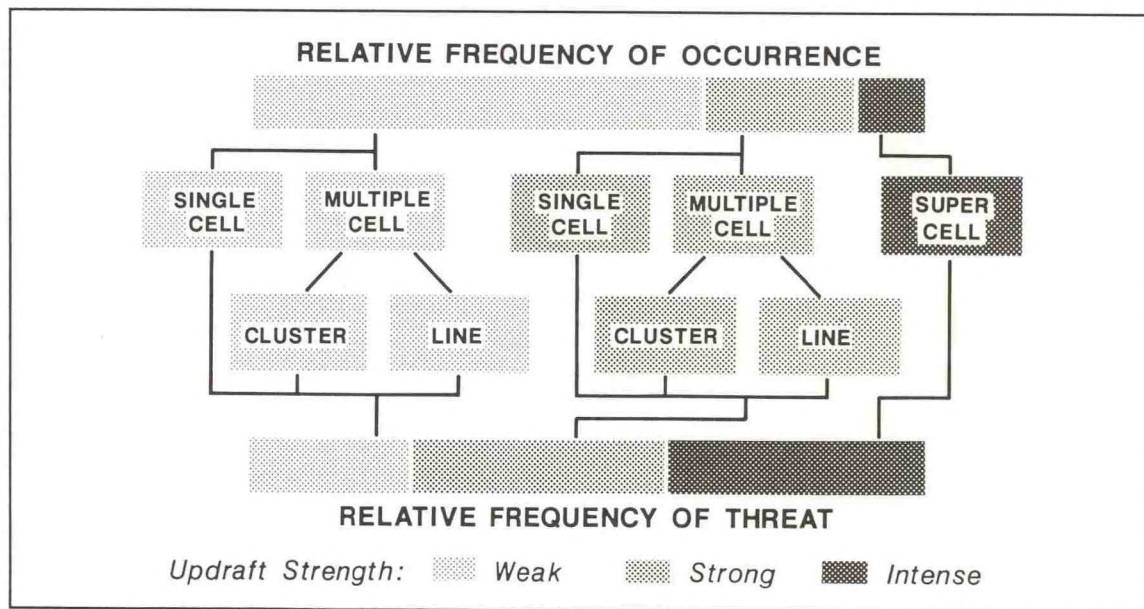 RELATIVE FREQUENCY OF OCCURRENCE
SINGLE
CELL
MULTIPLE
CELL
SINGLE
CELL
MULTIPLE
CELL
SUPER
CELL
CLUSTER
LINE
CLUSTER
LINE
RELATIVE FREQUENCY OF THREAT
Updraft Strength: Weak Strong Intense